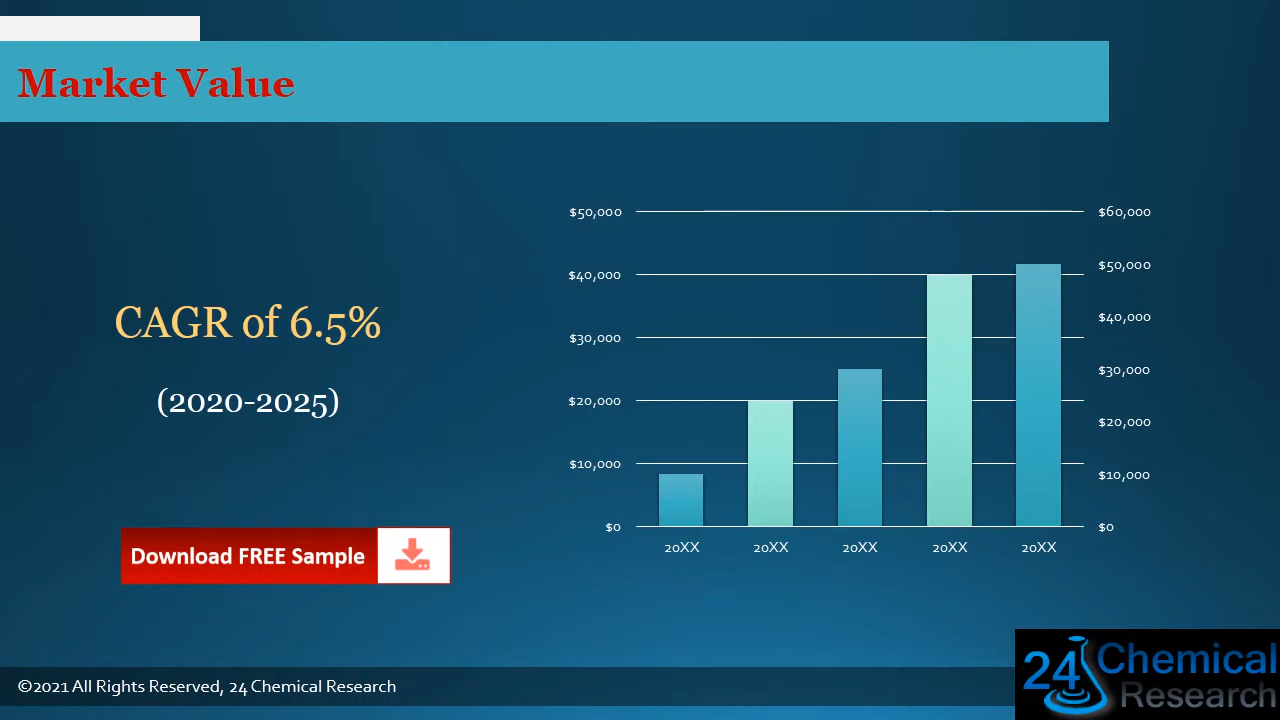 Market Value
CAGR of 6.5%
(2020-2025)
Download FREE Sample
$50,000
$40,000
$30,000
$20,000
$10,000
$0
$60,000
$50,000
$40,000
$30,000
$20,000
$10,000
$0
20XX 20XX 20XX 20XX 20XX
©2021 All Rights Reserved, 24 Chemical Research
24 Chemical
Research